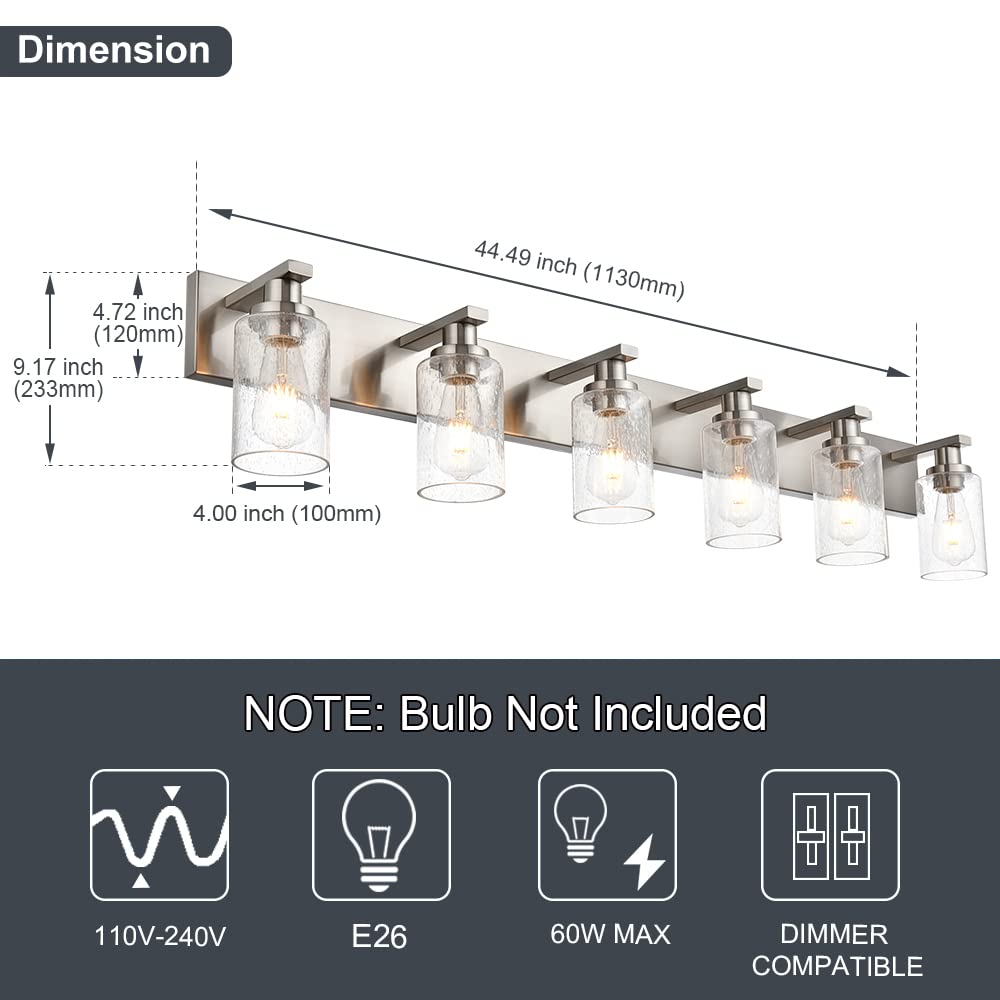 Dimension
44.49 inch (1130mm)
4.72 inch
(120mm)
9.17 inch
(233mm)
4.00 inch (100mm)
NOTE: Bulb Not Included
110V-240V
E26
60W MAX
DIMMER
COMPATIBLE